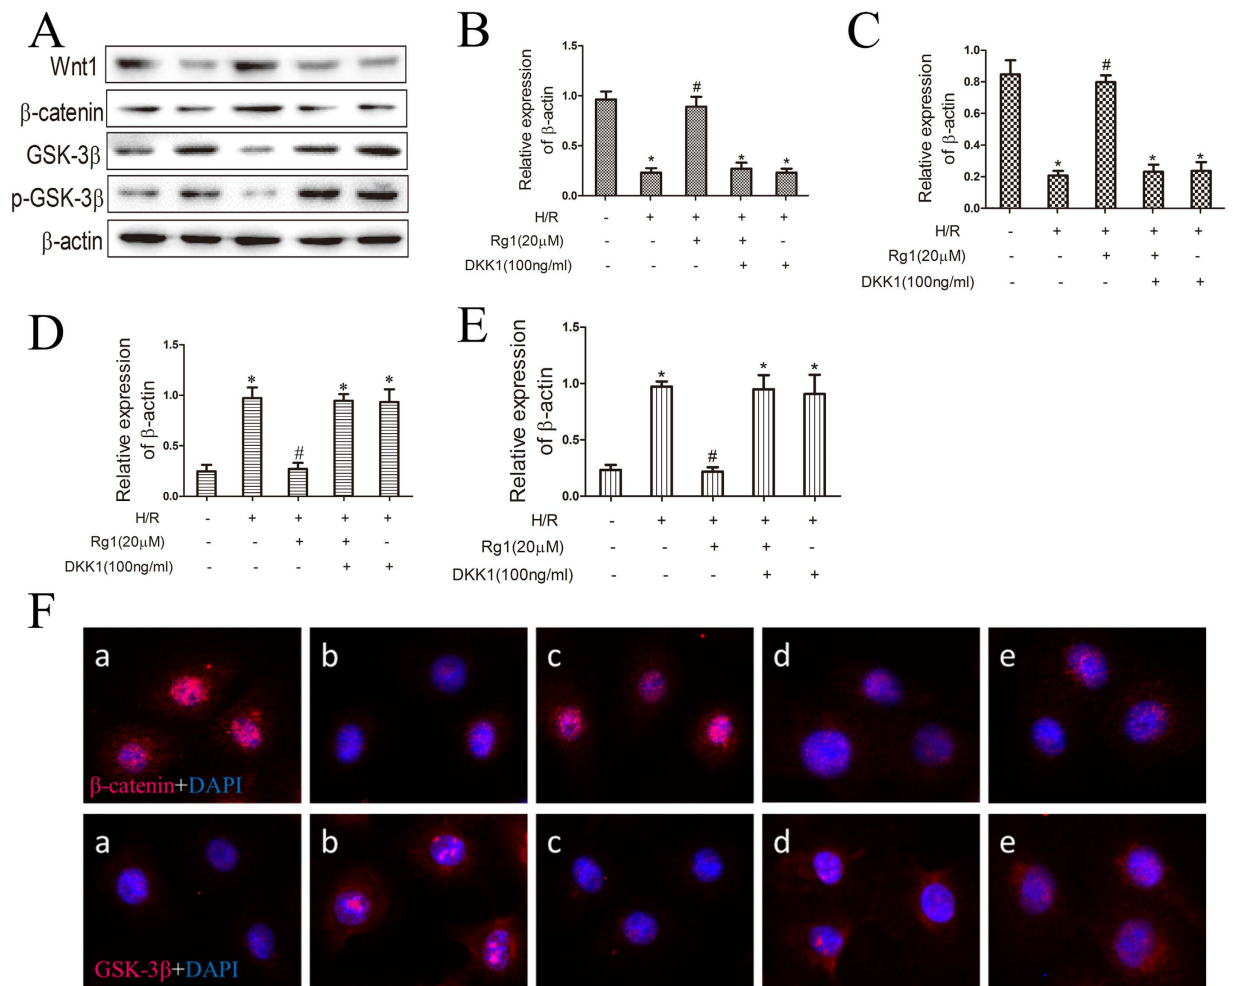 A
Wnt1
β-catenin
GSK-3β
p-GSK-3β
β-actin
B
Relative expression
of β-actin
1.5
1.0
0.5
0.0
#
* * *
H/R - + + + +
Rg1(20μM) - - + + -
DKK1(100ng/ml) - - - + +
C
Relative expression
of β-actin
1.0
0.8
0.6
0.4
0.2
0.0
#
* * *
H/R - + + + +
Rg1(20μM) - - + + -
DKK1(100ng/ml) - - - + +
D
Relative expression
of β-actin
1.5
1.0
0.5
0.0
* * *
#
H/R - + + + +
Rg1(20μM) - - + + -
DKK1(100ng/ml) - - - + +
E
Relative expression
of β-actin
1.5
1.0
0.5
0.0
* * *
#
H/R - + + + +
Rg1(20μM) - - + + -
DKK1(100ng/ml) - - - + +
F
a b c d e
β-catenin+DAPI
a b c d e
GSK-3β+DAPI